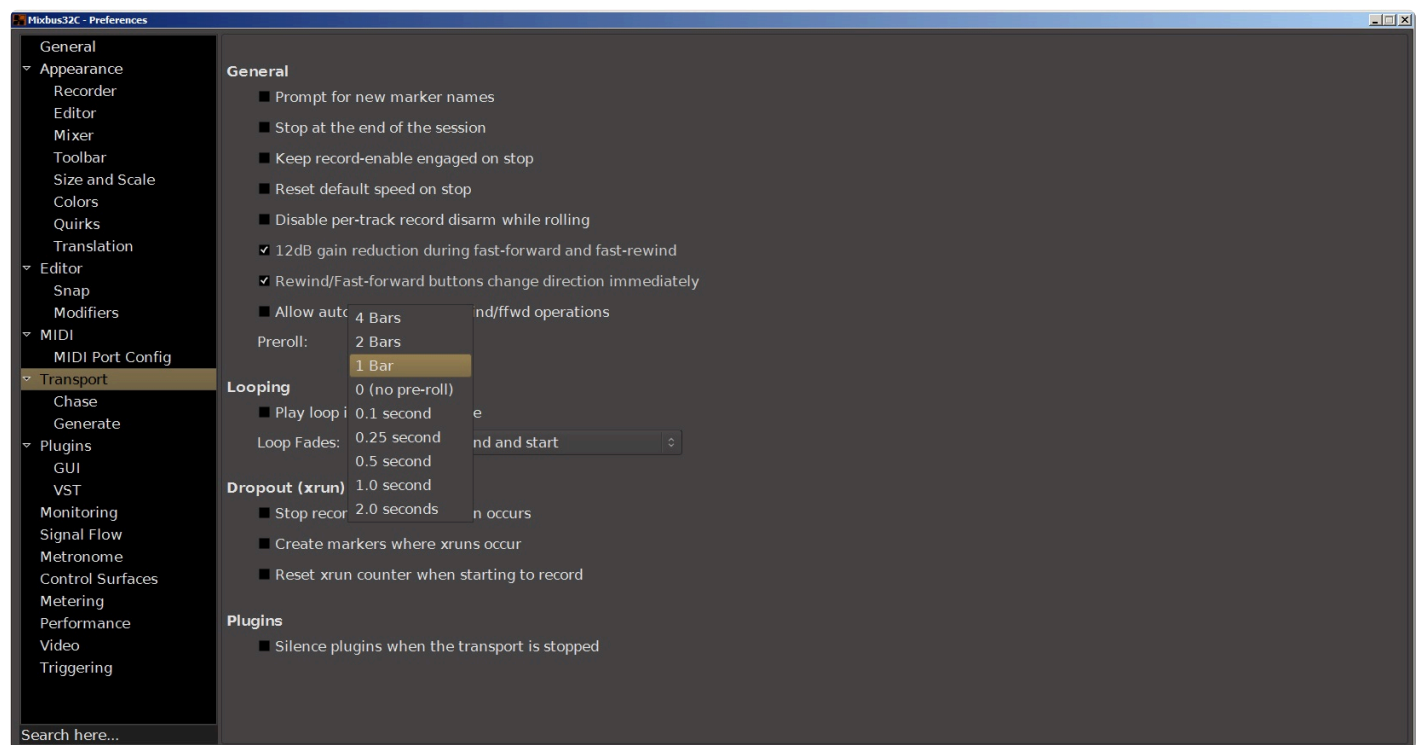 Mixbus32C - Preferences
General
Appearance
Recorder
Editor
Mixer
Toolbar
Size and Scale
Colors
Quirks
Translation
Editor
Snap
Modifiers
MIDI
MIDI Port Config
Transport
Chase
Generate
Plugins
GUI
VST
Monitoring
Signal Flow
Metronome
Control Surfaces
Metering
Performance
Video
Triggering
Search here...
General
Prompt for new marker names
Stop at the end of the session
Keep record-enable engaged on stop
Reset default speed on stop
Disable per-track record disarm while rolling
12dB gain reduction during fast-forward and fast-rewind
Rewind/Fast-forward buttons change direction immediately
Allow auto nd/ffwd operations
Preroll:
4 Bars
2 Bars
1 Bar
0 (no pre-roll)
0.1 second
0.25 second
0.5 second
1.0 second
2.0 seconds
Looping
Play loop
Loop Fades: nd and start
Dropout (xrun)
Stop recor n occurs
Create markers where xruns occur
Reset xrun counter when starting to record
Plugins
Silence plugins when the transport is stopped